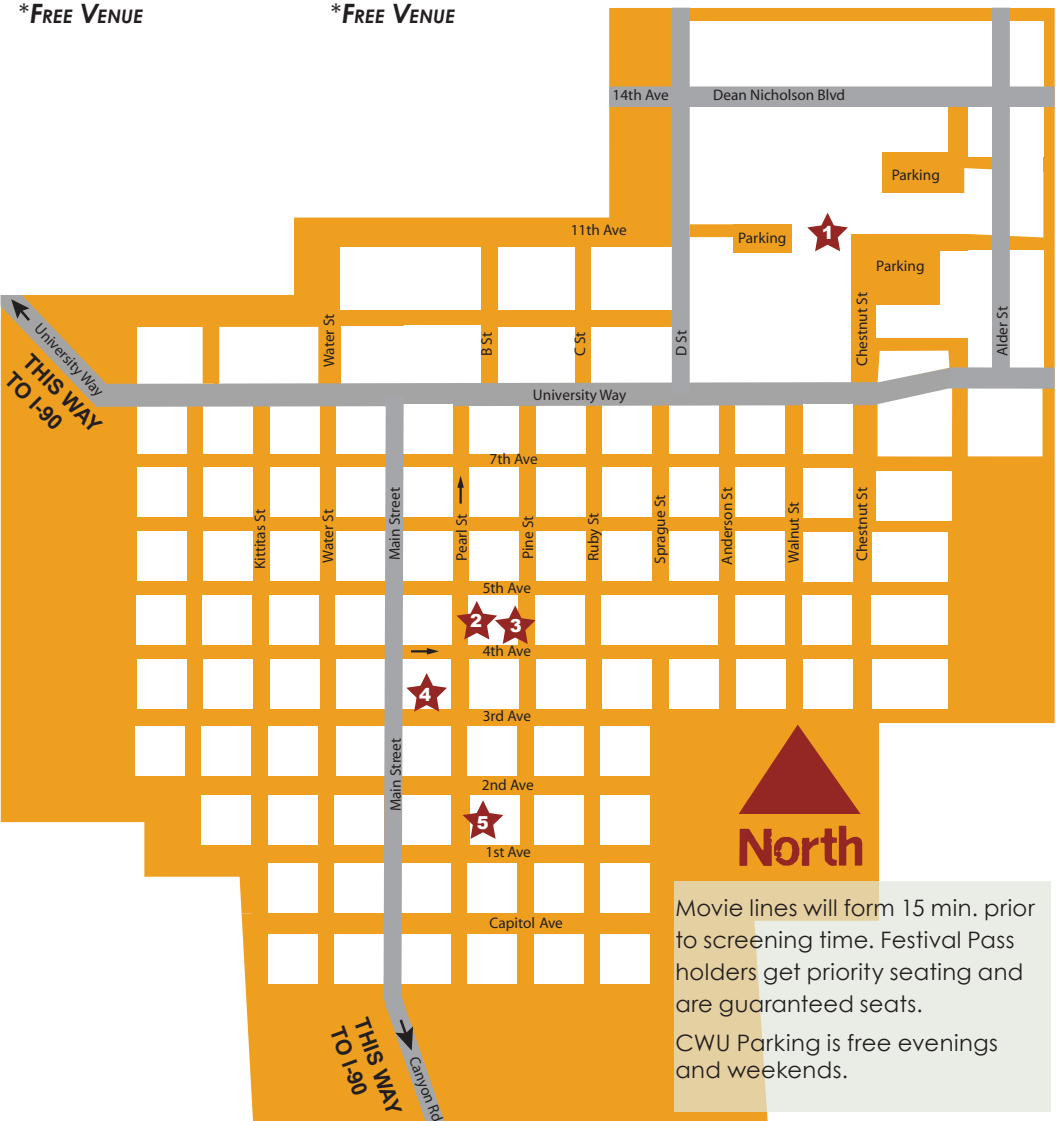 *Free Venue
*Free Venue
14th Ave
Dean Nicholson Blvd
Parking
1
11th Ave
Parking
Parking
University Way
THIS WAY
TO I-90
Water St
B St
C St
D St
Chestnut St
Alder St
University Way
7th Ave
Kittitas St
Water St
Main Street
Pearl St
Pine St
Ruby St
Sprague St
Anderson St
Walnut St
Chestnut St
5th Ave
2
3
4th Ave
4
3rd Ave
Main Street
2nd Ave
5
1st Ave
North
Capitol Ave
Movie lines will form 15 min. prior
to screening time. Festival Pass
holders get priority seating and
are guaranteed seats.
CWU Parking is free evenings
and weekends.
THIS WAY
TO I-90
Canyon Rd